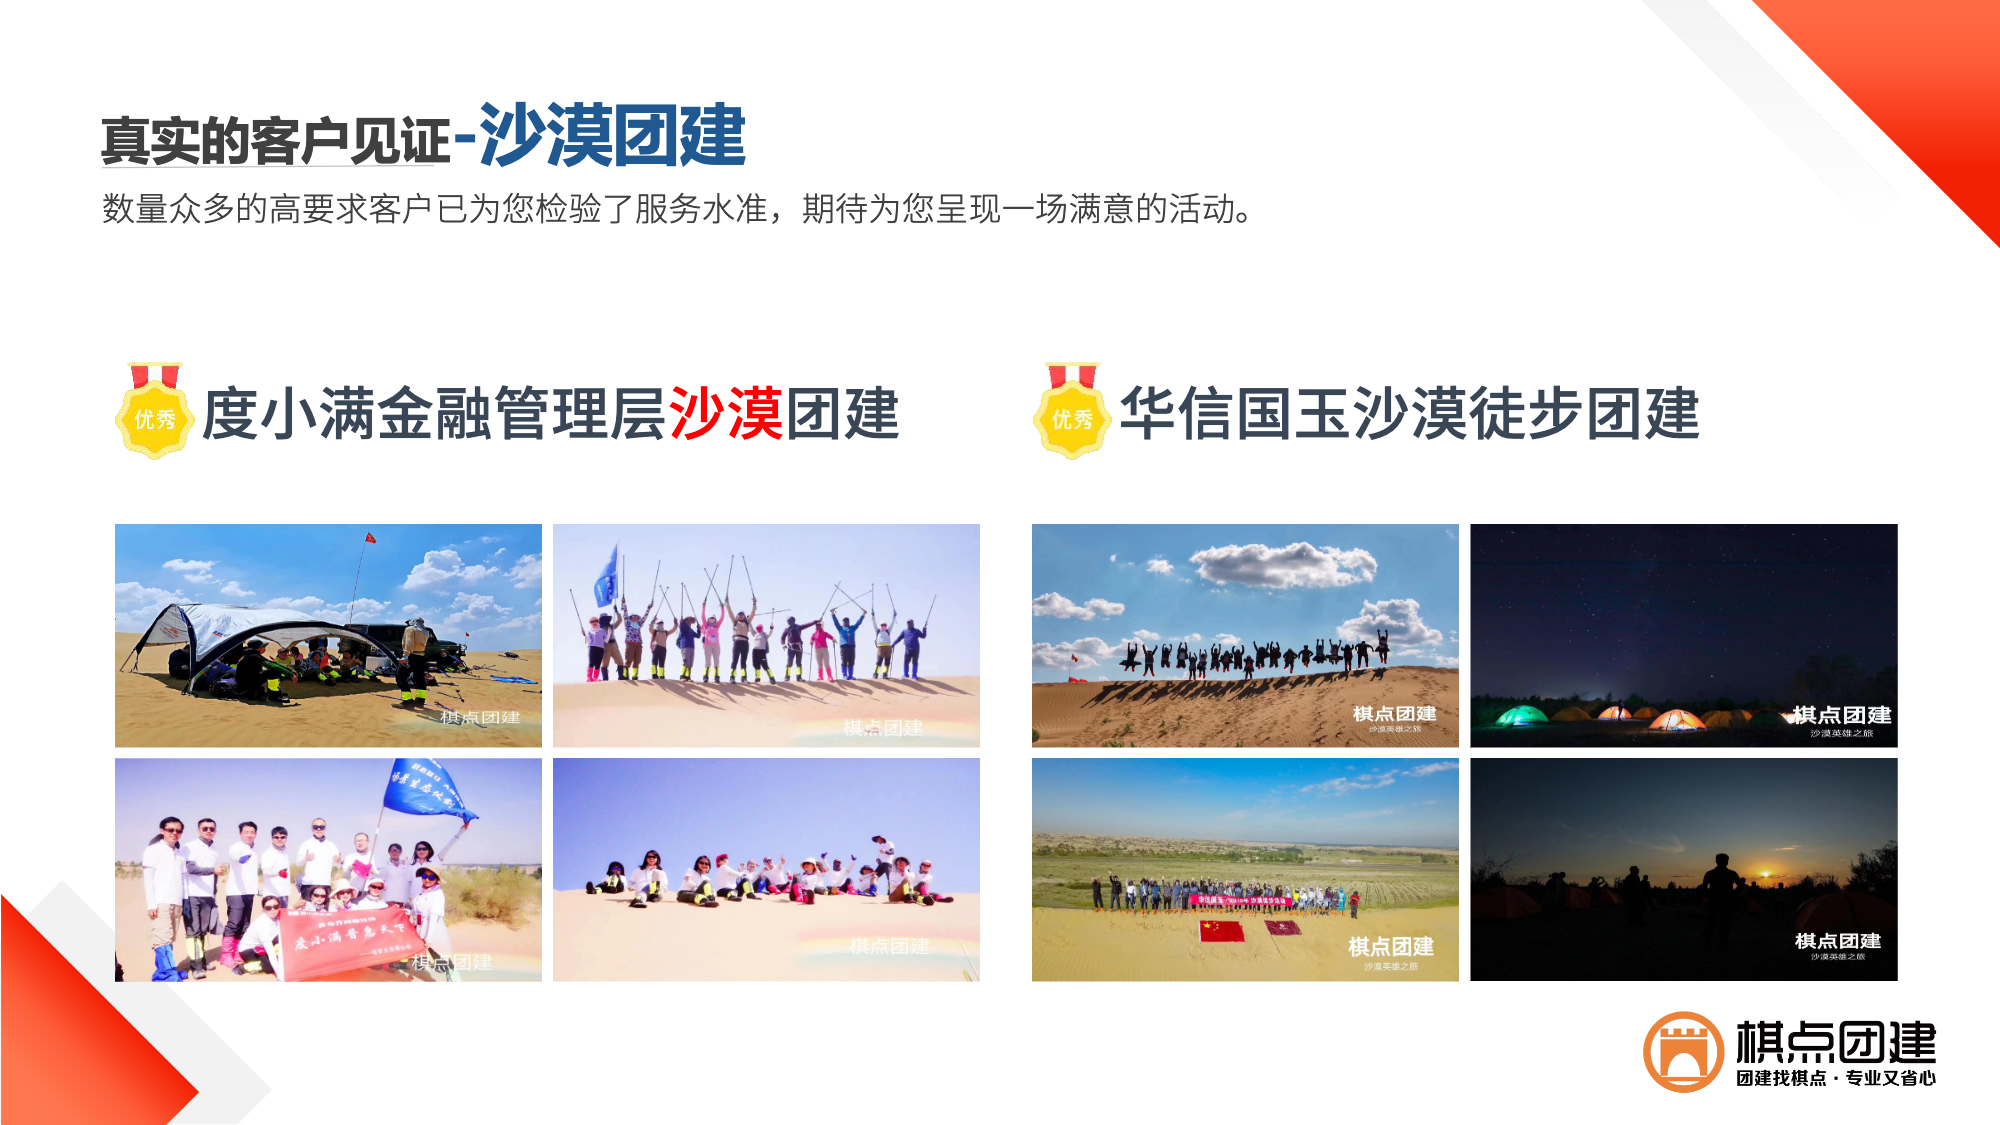 真实的客户见证-沙漠团建
数量众多的高要求客户已为您检验了服务水准，期待为您呈现一场满意的活动。
优秀
度小满金融管理层沙漠团建
优秀
华信国玉沙漠徒步团建
棋点团建
棋点团建
棋点团建
沙漠英雄之旅
棋点团建
沙漠英雄之旅
度小满普惠天下
棋点团建
棋点团建
棋点团建
沙漠英雄之旅
棋点团建
沙漠英雄之旅
棋点团建
团建找棋点·专业又省心